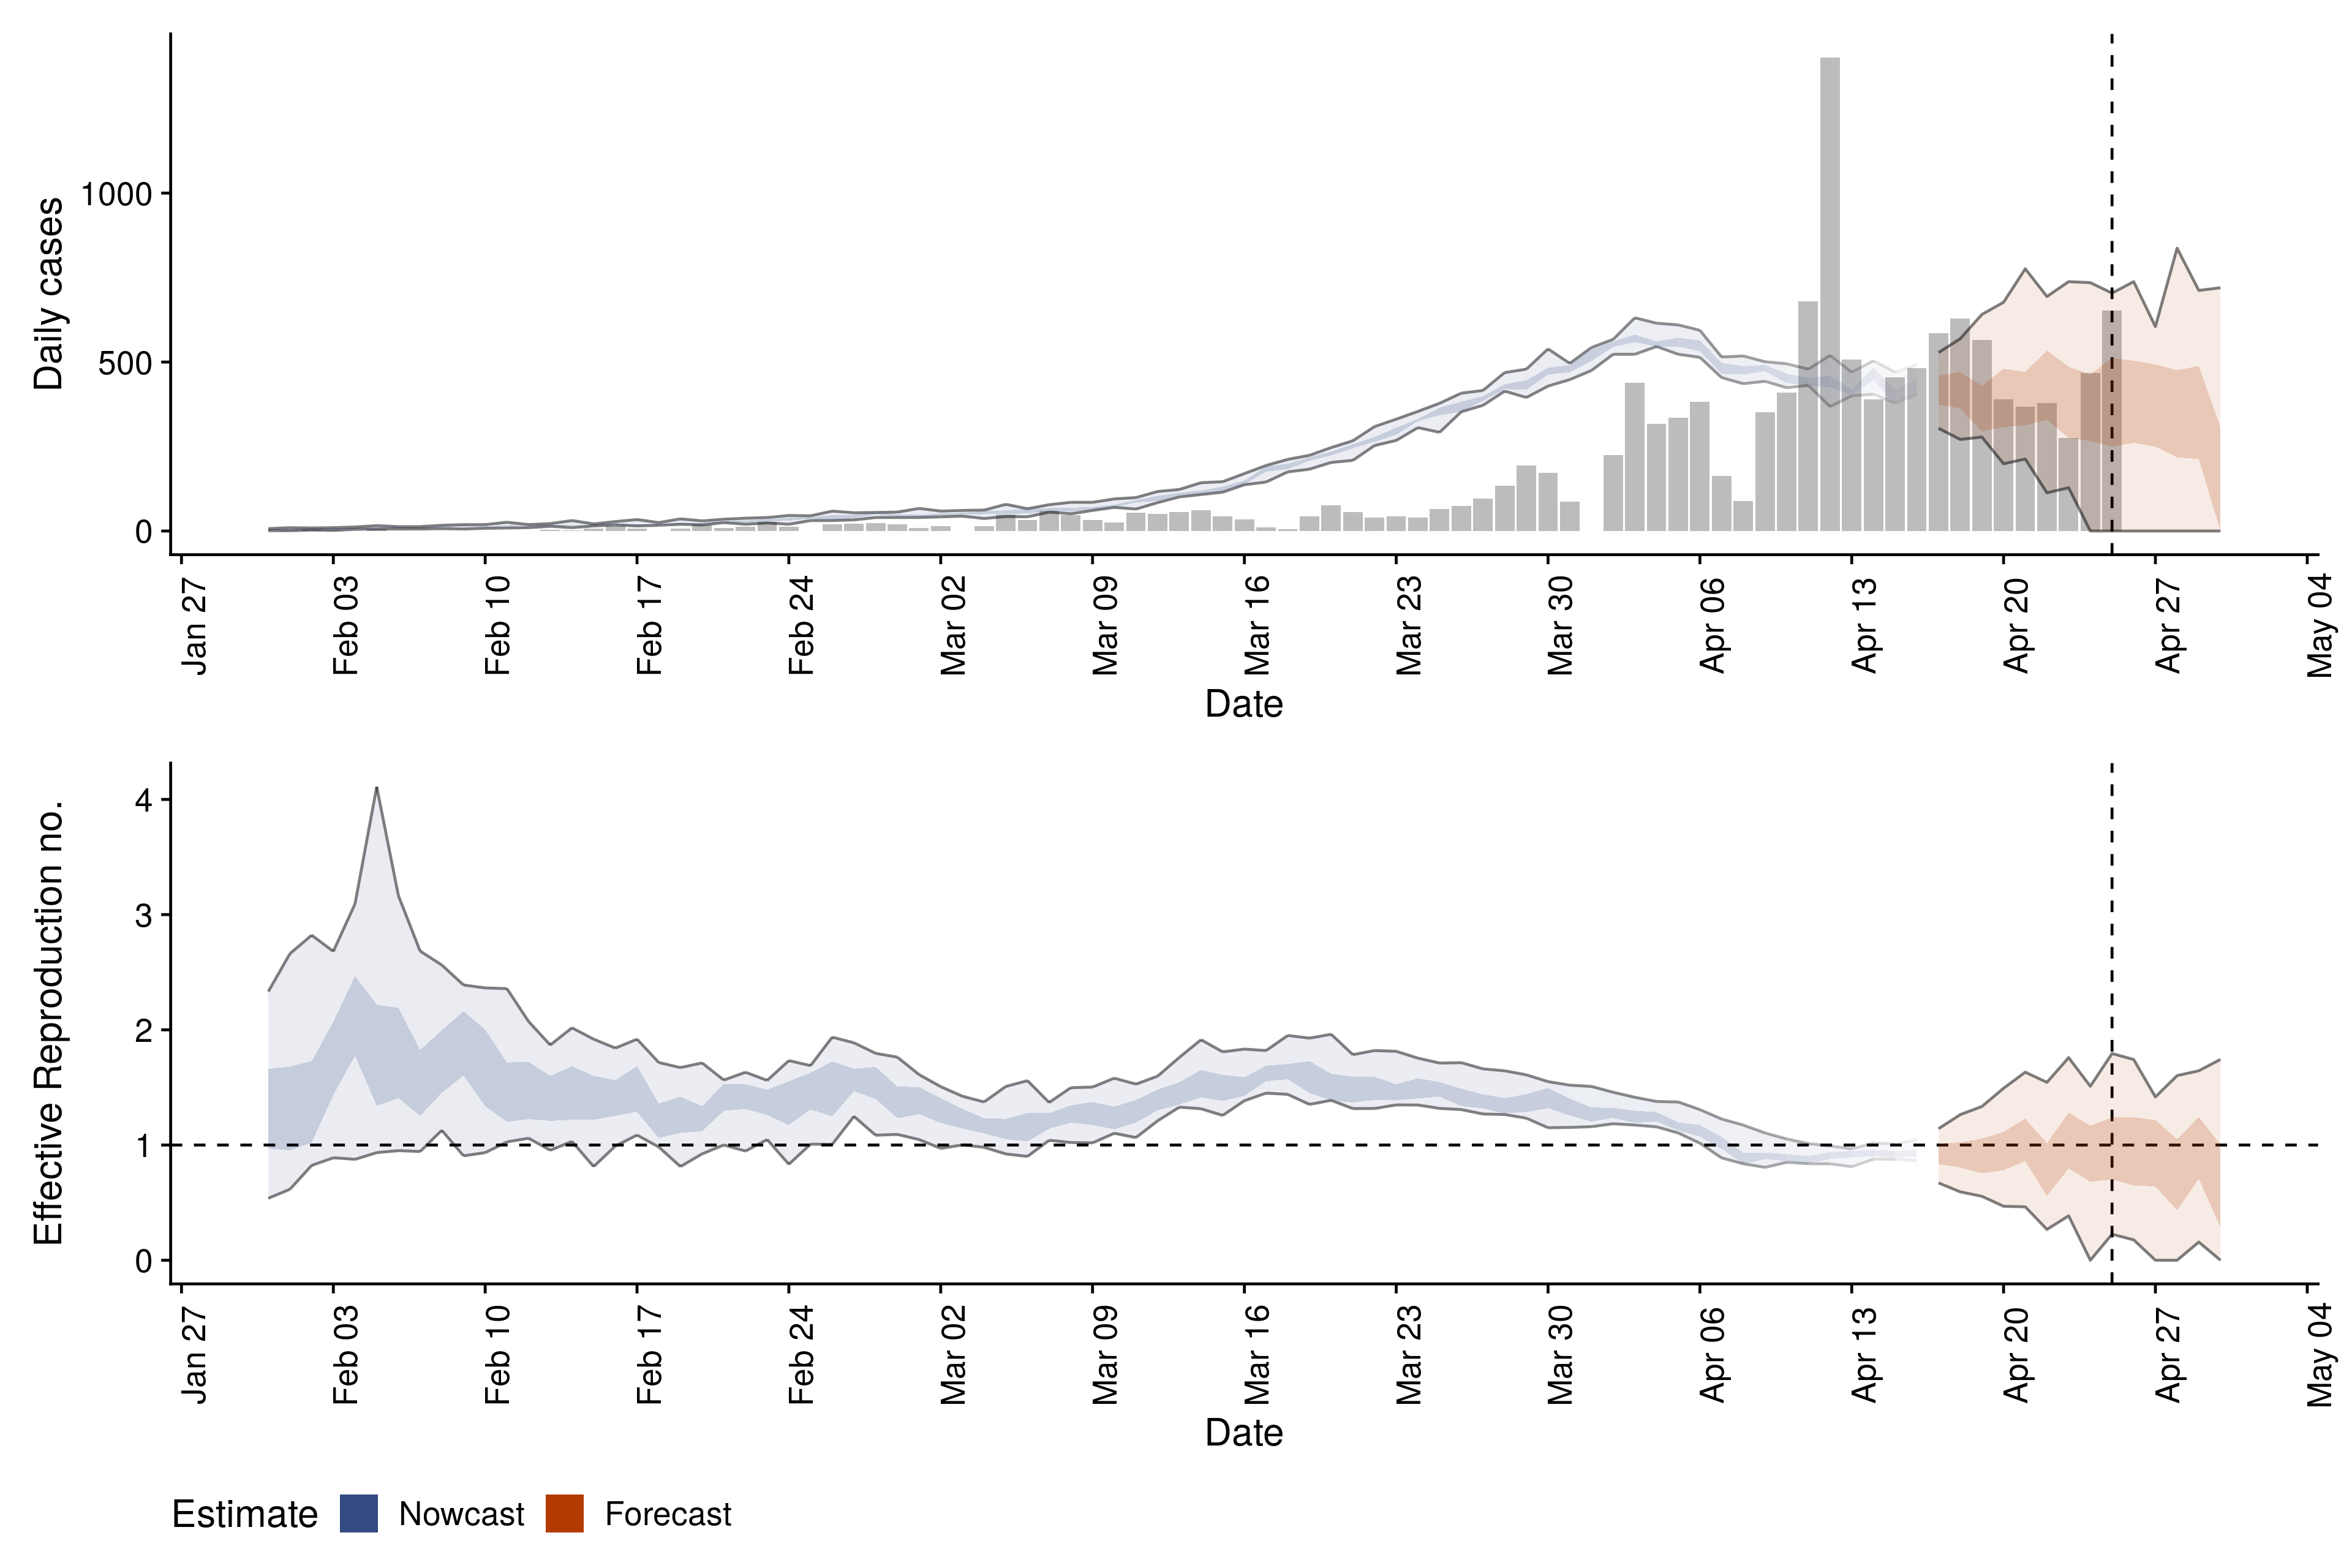 Daily cases
1000
500
0
Jan 27
Feb 03
Feb 10
Feb 17
Feb 24
Mar 02
Mar 09
Mar 16
Mar 23
Mar 30
Apr 06
Apr 13
Apr 20
Apr 27
May 04
Date
Effective Reproduction no.
4
3
2
1
0
Jan 27
Feb 03
Feb 10
Feb 17
Feb 24
Mar 02
Mar 09
Mar 16
Mar 23
Mar 30
Apr 06
Apr 13
Apr 20
Apr 27
May 04
Date
Estimate Nowcast Forecast